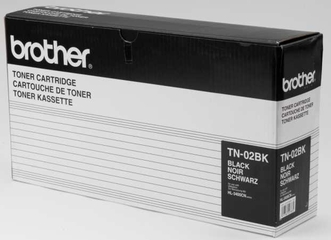 brother®
TONER CARTRIDGE
CARTOUCHE DE TONER
TONER KASSETTE
TN-02BK
BLACK
NOIR
SCHWARZ
brother®
TN-02BK
BLACK
NOIR
SCHWARZ